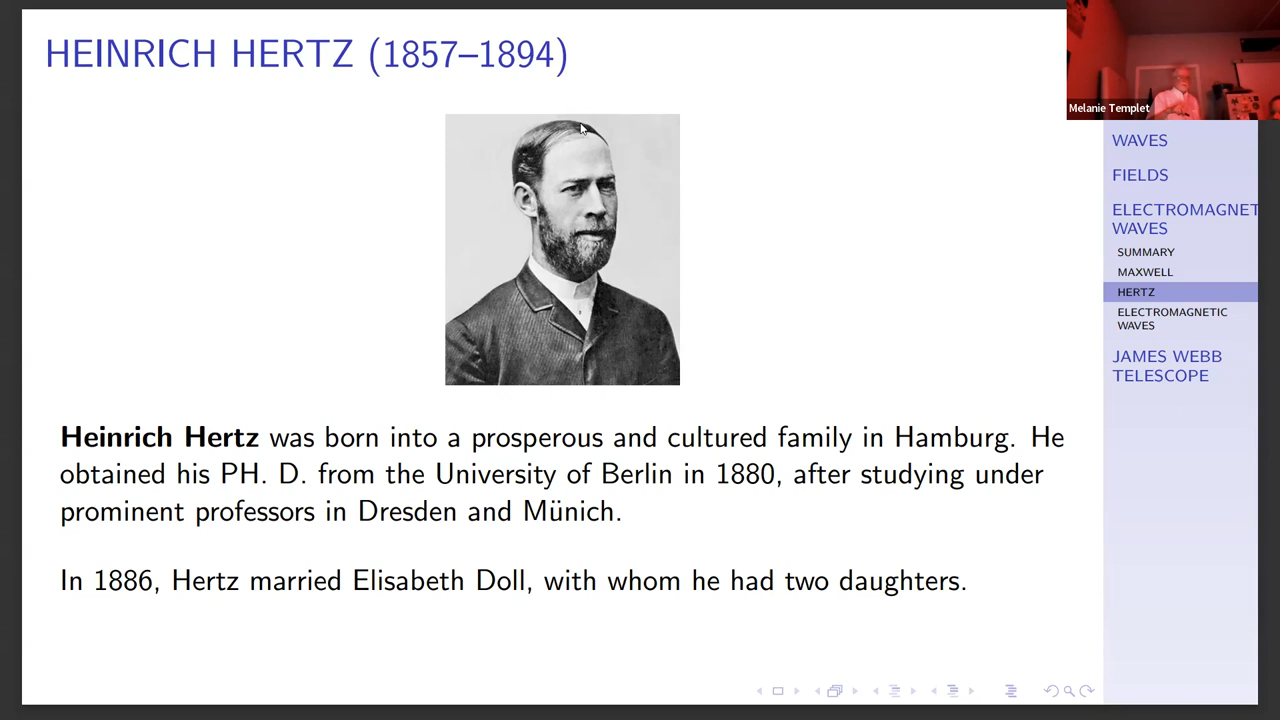 HEINRICH HERTZ (1857–1894)
Melanie Templet
WAVES
FIELDS
ELECTROMAGNET
WAVES
SUMMARY
MAXWELL
HERTZ
ELECTROMAGNETIC
WAVES
JAMES WEBB
TELESCOPE
Heinrich Hertz was born into a prosperous and cultured family in Hamburg. He
obtained his PH. D. from the University of Berlin in 1880, after studying under
prominent professors in Dresden and Münich.
In 1886, Hertz married Elisabeth Doll, with whom he had two daughters.